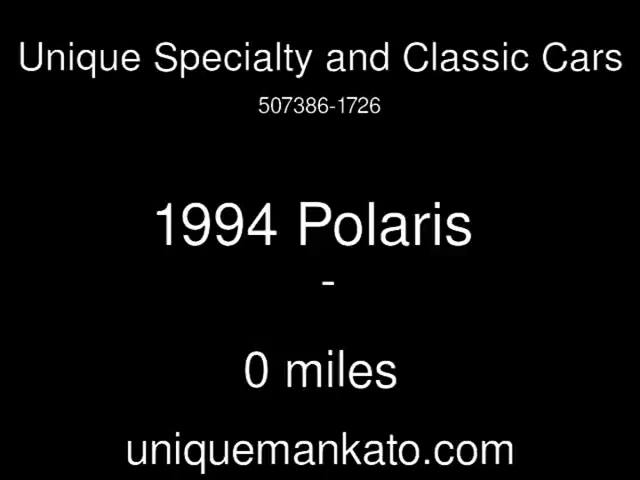 Unique Specialty and Classic Cars
507386-1726
1994 Polaris
-
0 miles
uniquemankato.com